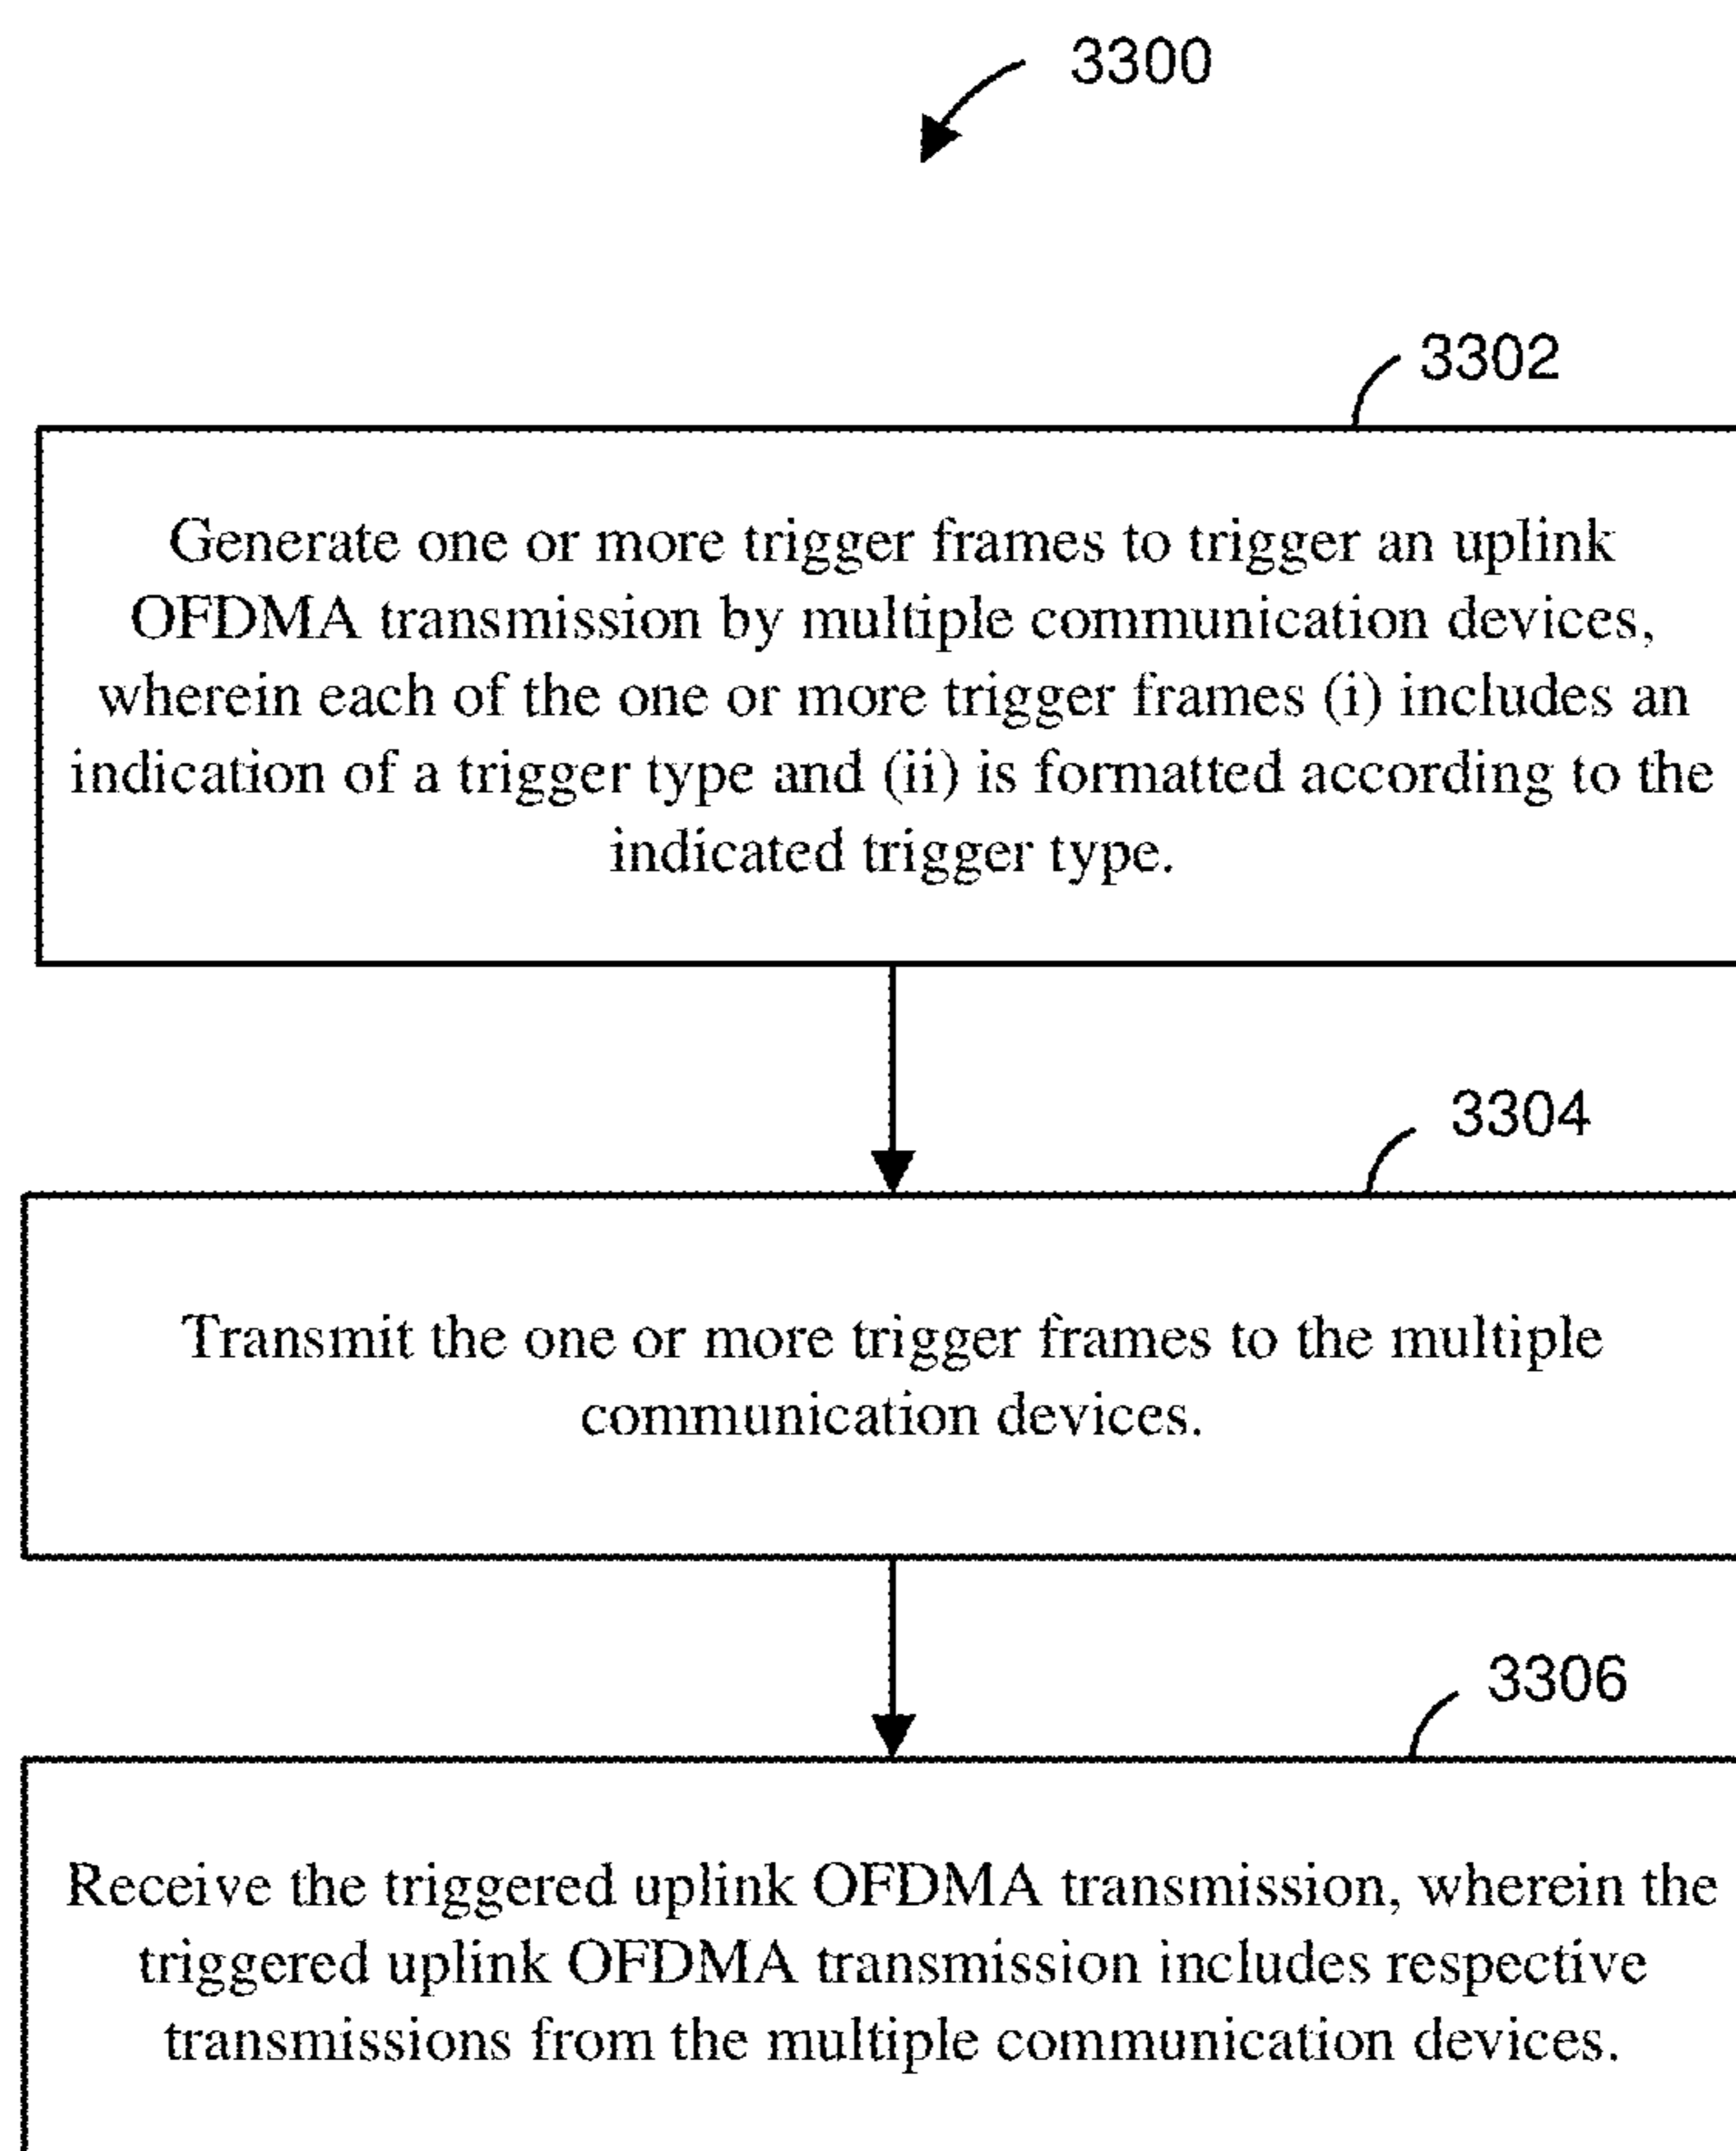 3300
3302
Generate one or more trigger frames to trigger an uplink
OFDMA transmission by multiple communication devices,
wherein each of the one or more trigger frames (i) includes an
indication of a trigger type and (ii) is formatted according to the
indicated trigger type.
3304
Transmit the one or more trigger frames to the multiple
communication devices.
3306
Receive the triggered uplink OFDMA transmission, wherein the
triggered uplink OFDMA transmission includes respective
transmissions from the multiple communication devices.